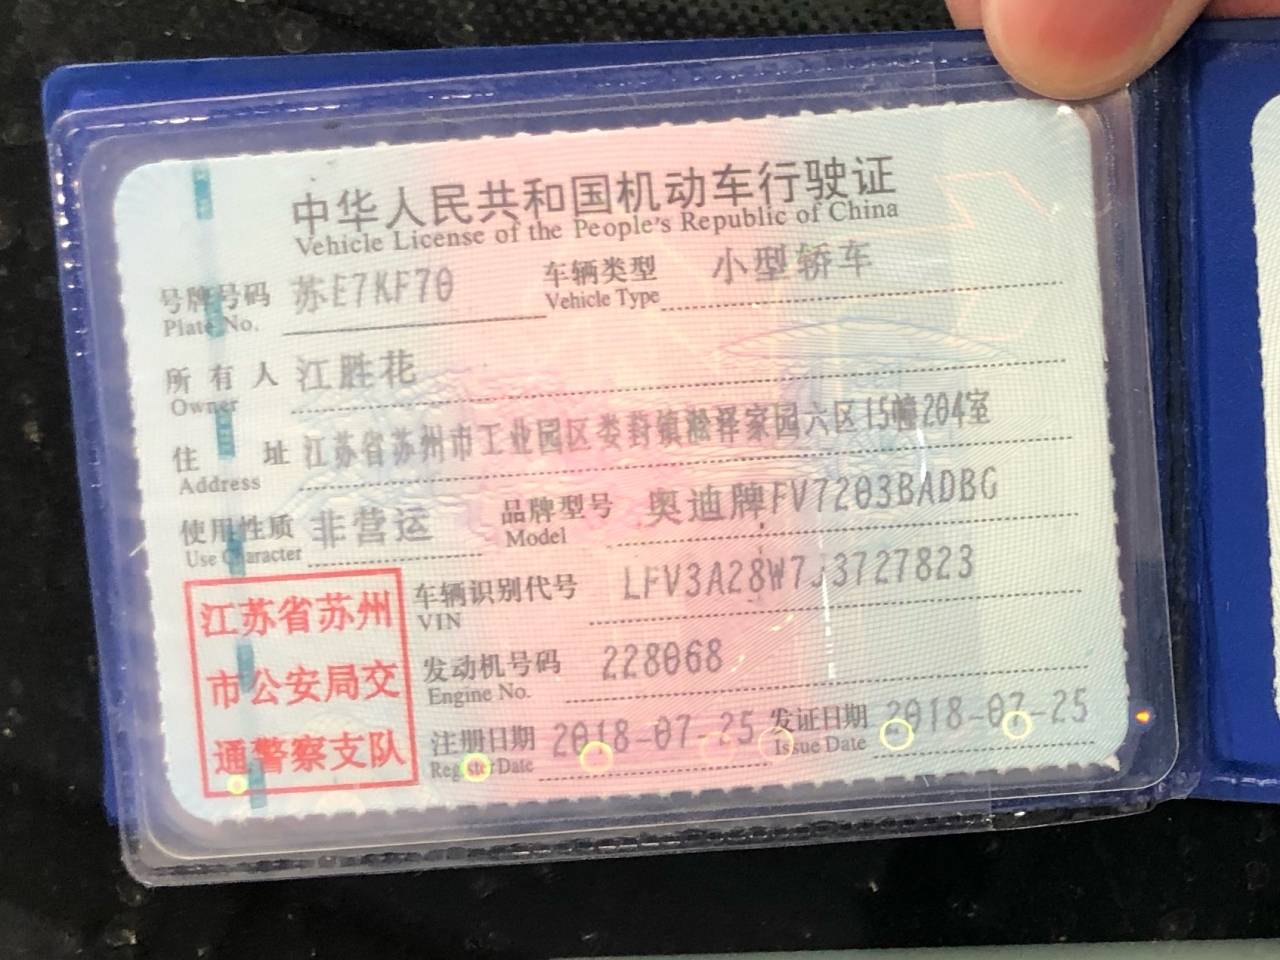 中华人民共和国机动车行驶证
Vehicle License of the People's Republic of China
号牌号码 苏E7KF70 车辆类型 小型轿车
Plate No. Vehicle Type
所有人 江胜花
Owner
住址 江苏省苏州市工业园区娄葑镇淞泽家园六区15幢204室
Address
使用性质 非营运 品牌型号 奥迪牌FV7203BADBG
Use Character Model
车辆识别代号 LFV3A28W7J3727823
VIN
发动机号码 228068
Engine No.
注册日期 2018-07-25 发证日期 2018-07-25
Register Date Issue Date
江苏省苏州
市公安局交
通警察支队